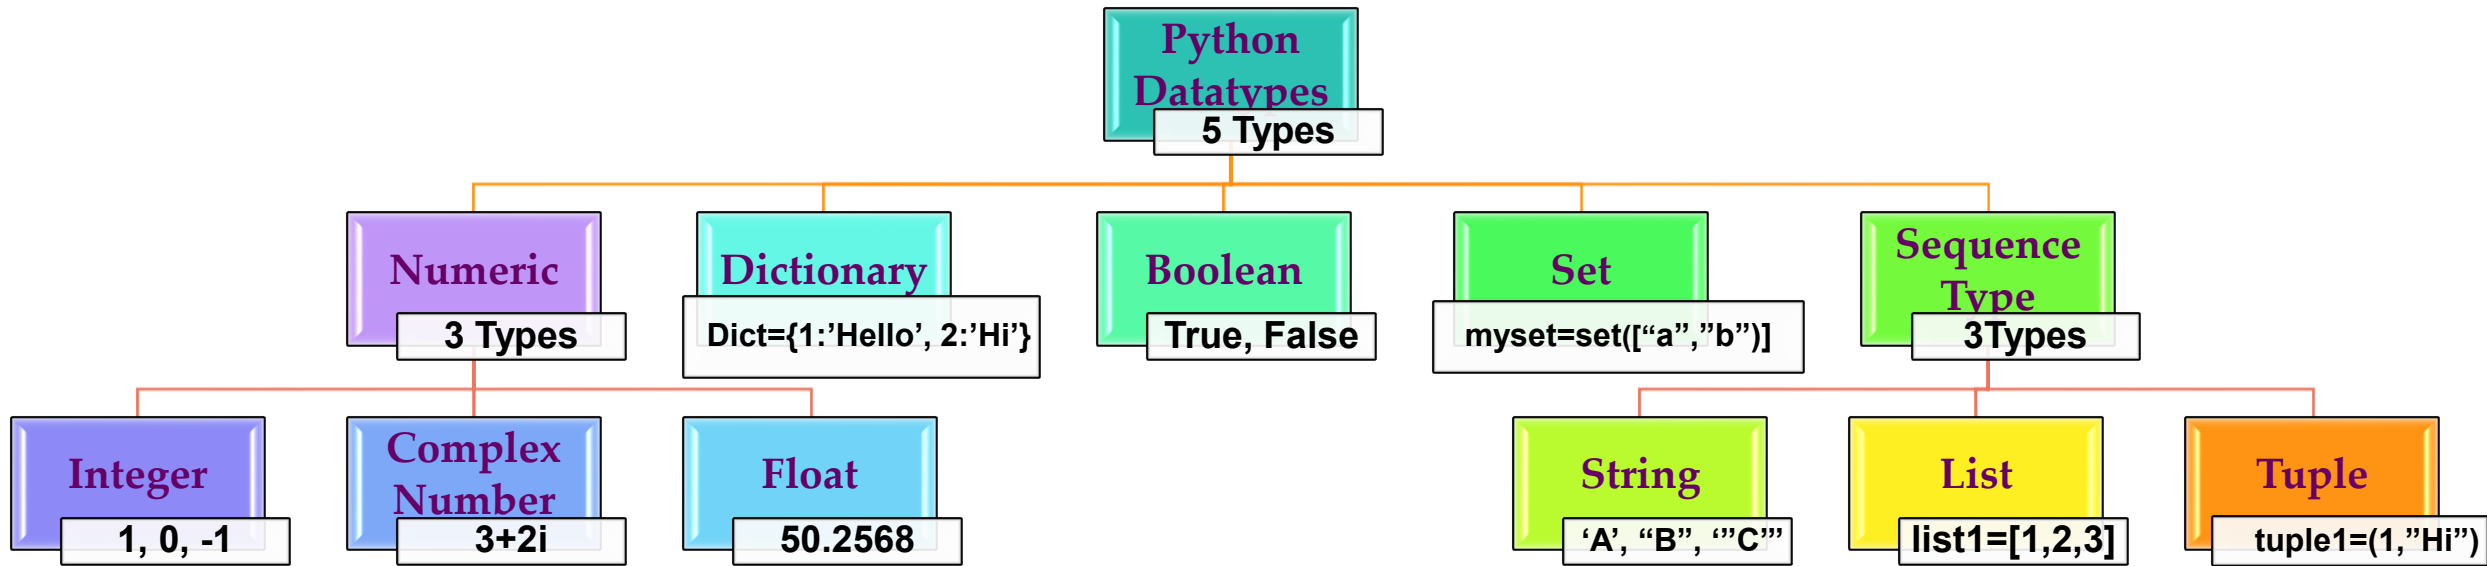 Python
Datatypes
5 Types
Numeric
3 Types
Dictionary
Dict={1:’Hello’, 2:’Hi’}
Boolean
True, False
Set
myset=set([“a”,”b”)]
Sequence
Type
3Types
Integer
1, 0, -1
Complex
Number
3+2i
Float
50.2568
String
‘A’, “B”, ‘”C”’
List
list1=[1,2,3]
Tuple
tuple1=(1,”Hi”)